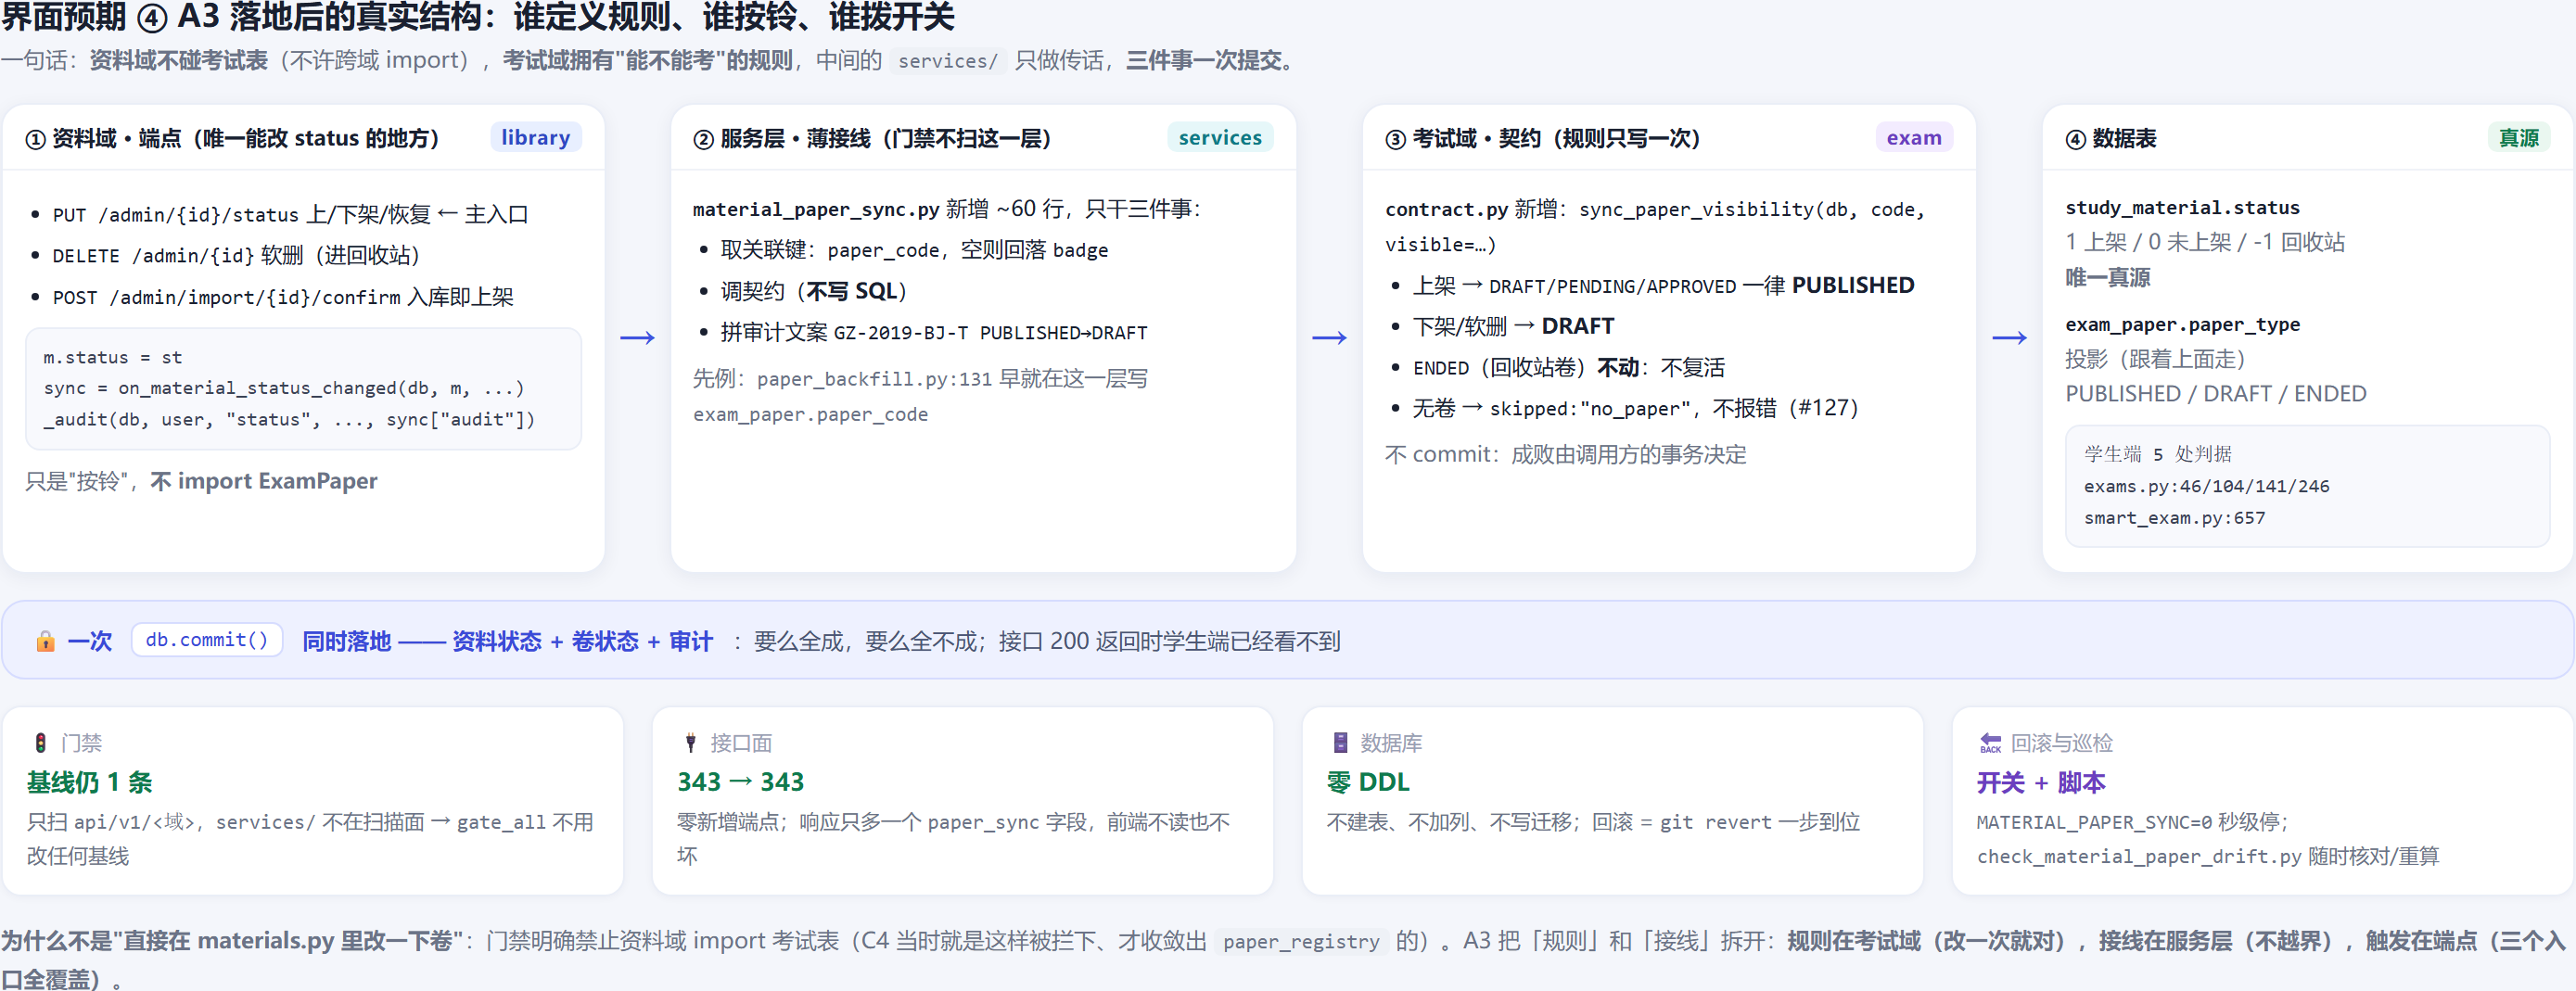 界面预期 ④ A3 落地后的真实结构：谁定义规则、谁按铃、谁拨开关
一句话：资料域不碰考试表（不许跨域 import），考试域拥有"能不能考"的规则，中间的 services/ 只做传话，三件事一次提交。
① 资料域・端点（唯一能改 status 的地方） library
• PUT /admin/{id}/status 上/下架/恢复 ← 主入口
• DELETE /admin/{id} 软删（进回收站）
• POST /admin/import/{id}/confirm 入库即上架
m.status = st
sync = on_material_status_changed(db, m, ...)
_audit(db, user, "status", ..., sync["audit"])
只是"按铃"，不 import ExamPaper
→
② 服务层・薄接线（门禁不扫这一层） services
material_paper_sync.py 新增 ~60 行，只干三件事：
• 取关联键：paper_code，空则回落 badge
• 调契约（不写 SQL）
• 拼审计文案 GZ-2019-BJ-T PUBLISHED→DRAFT
先例：paper_backfill.py:131 早就在这一层写
exam_paper.paper_code
→
③ 考试域・契约（规则只写一次） exam
contract.py 新增：sync_paper_visibility(db, code,
visible=…)
• 上架 → DRAFT/PENDING/APPROVED 一律 PUBLISHED
• 下架/软删 → DRAFT
• ENDED（回收站卷）不动：不复活
• 无卷 → skipped:"no_paper"，不报错（#127）
不 commit：成败由调用方的事务决定
→
④ 数据表 真源
study_material.status
1 上架 / 0 未上架 / -1 回收站
唯一真源
exam_paper.paper_type
投影（跟着上面走）
PUBLISHED / DRAFT / ENDED
学生端 5 处判据
exams.py:46/104/141/246
smart_exam.py:657
🔒 一次 db.commit() 同时落地 —— 资料状态 + 卷状态 + 审计 ：要么全成，要么全不成；接口 200 返回时学生端已经看不到
🚦 门禁
基线仍 1 条
只扫 api/v1/<域>，services/ 不在扫描面 → gate_all 不用
改任何基线
🔌 接口面
343 → 343
零新增端点；响应只多一个 paper_sync 字段，前端不读也不
坏
🗄 数据库
零 DDL
不建表、不加列、不写迁移；回滚 = git revert 一步到位
🔙 回滚与巡检
开关 + 脚本
MATERIAL_PAPER_SYNC=0 秒级停；
check_material_paper_drift.py 随时核对/重算
为什么不是"直接在 materials.py 里改一下卷"：门禁明确禁止资料域 import 考试表（C4 当时就是这样被拦下、才收敛出 paper_registry 的）。A3 把「规则」和「接线」拆开：规则在考试域（改一次就对），接线在服务层（不越界），触发在端点（三个入
口全覆盖）。